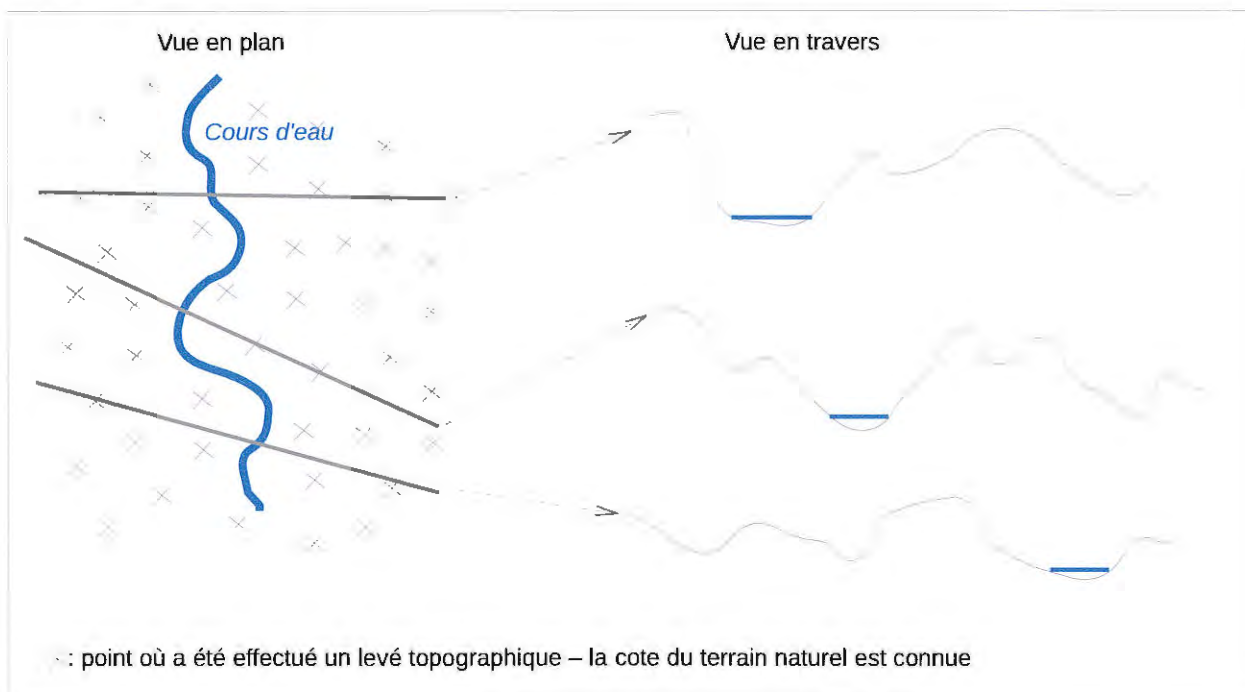 Vue en plan
Vue en travers
Cours d'eau
: point où a été effectué un levé topographique – la cote du terrain naturel est connue